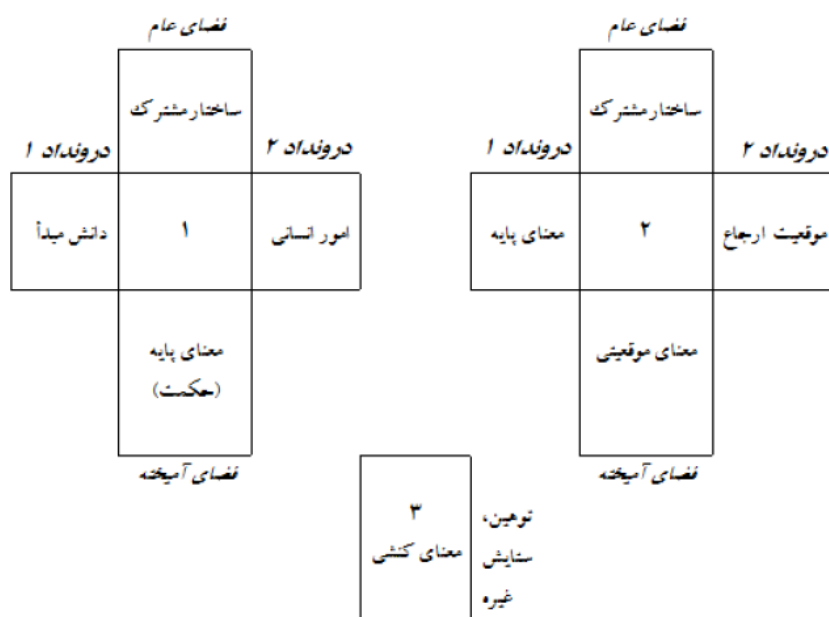 فضای عام
ساختار مشترک
درونداد ۱
درونداد ۲
دانش مبدأ
۱
امور انسانی
معنای پایه
(حکمت)
فضای آمیخته
فضای عام
ساختار مشترک
درونداد ۱
درونداد ۲
معنای پایه
۲
موقعیت ارجاع
معنای موقعیتی
فضای آمیخته
۳
معنای کنشی
توهین،
ستایش
غیره